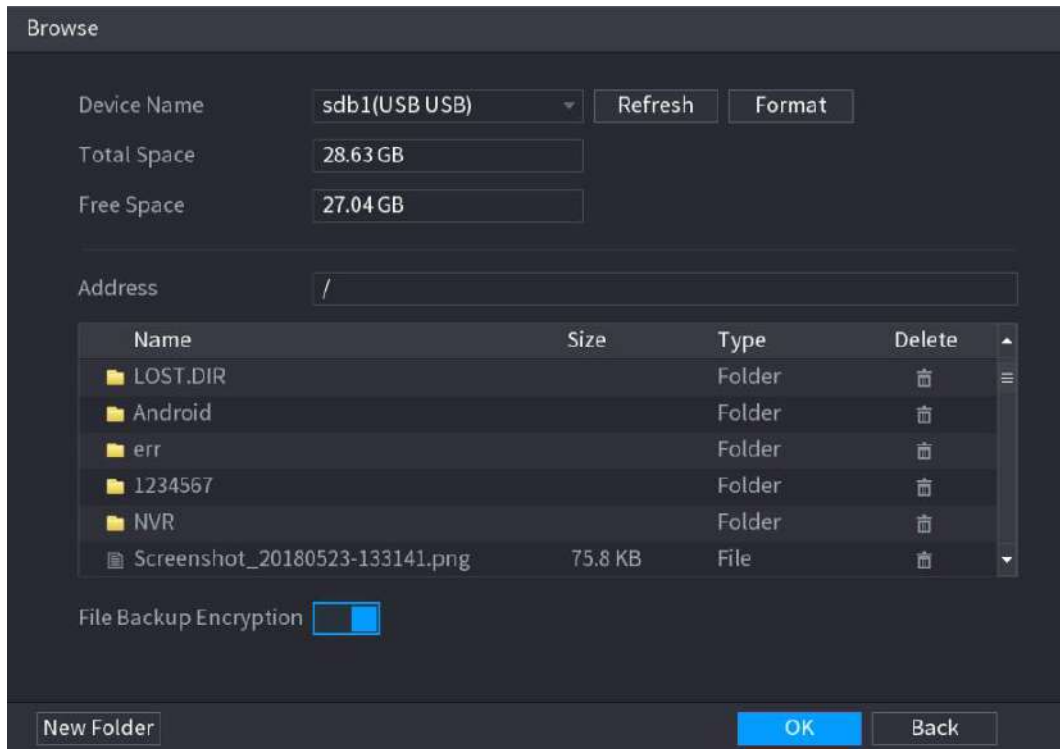 Browse
Device Name sdb1(USB USB) Refresh Format
Total Space 28.63 GB
Free Space 27.04 GB
Address /
Name Size Type Delete
LOST.DIR Folder
Android Folder
err Folder
1234567 Folder
NVR Folder
Screenshot_20180523-133141.png 75.8 KB File
File Backup Encryption
New Folder OK Back